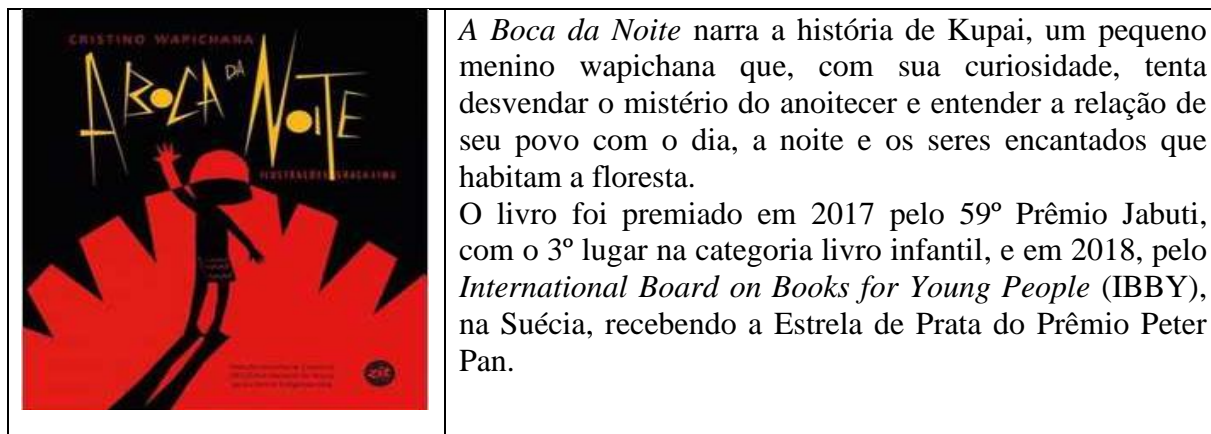 CRISTINO WAPICHANA
A BOCA DA NOITE
ILUSTRAÇÕES GRAÇA LIMA
zit
A Boca da Noite narra a história de Kupai, um pequeno
menino wapichana que, com sua curiosidade, tenta
desvendar o mistério do anoitecer e entender a relação de
seu povo com o dia, a noite e os seres encantados que
habitam a floresta.
O livro foi premiado em 2017 pelo 59º Prêmio Jabuti,
com o 3º lugar na categoria livro infantil, e em 2018, pelo
International Board on Books for Young People (IBBY),
na Suécia, recebendo a Estrela de Prata do Prêmio Peter
Pan.